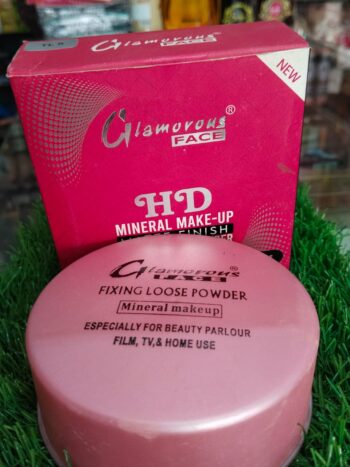 NEW
Glamorous®
FACE
HD
MINERAL MAKE-UP
FINISH
Glamorous®
FACE
FIXING LOOSE POWDER
Mineral makeup
ESPECIALLY FOR BEAUTY PARLOUR
FILM, TV,& HOME USE